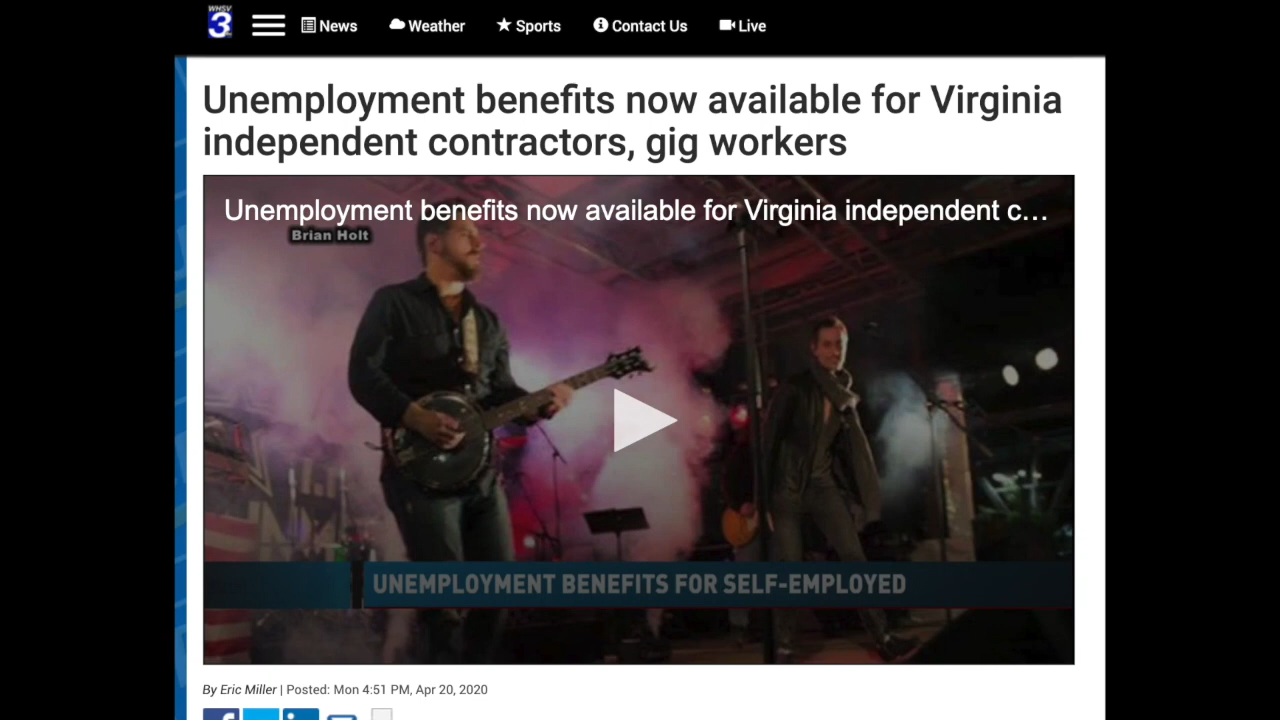 WHSV
3
News
Weather
Sports
Contact Us
Live
Unemployment benefits now available for Virginia
independent contractors, gig workers
Unemployment benefits now available for Virginia independent c...
Brian Holt
UNEMPLOYMENT BENEFITS FOR SELF-EMPLOYED
By Eric Miller | Posted: Mon 4:51 PM, Apr 20, 2020